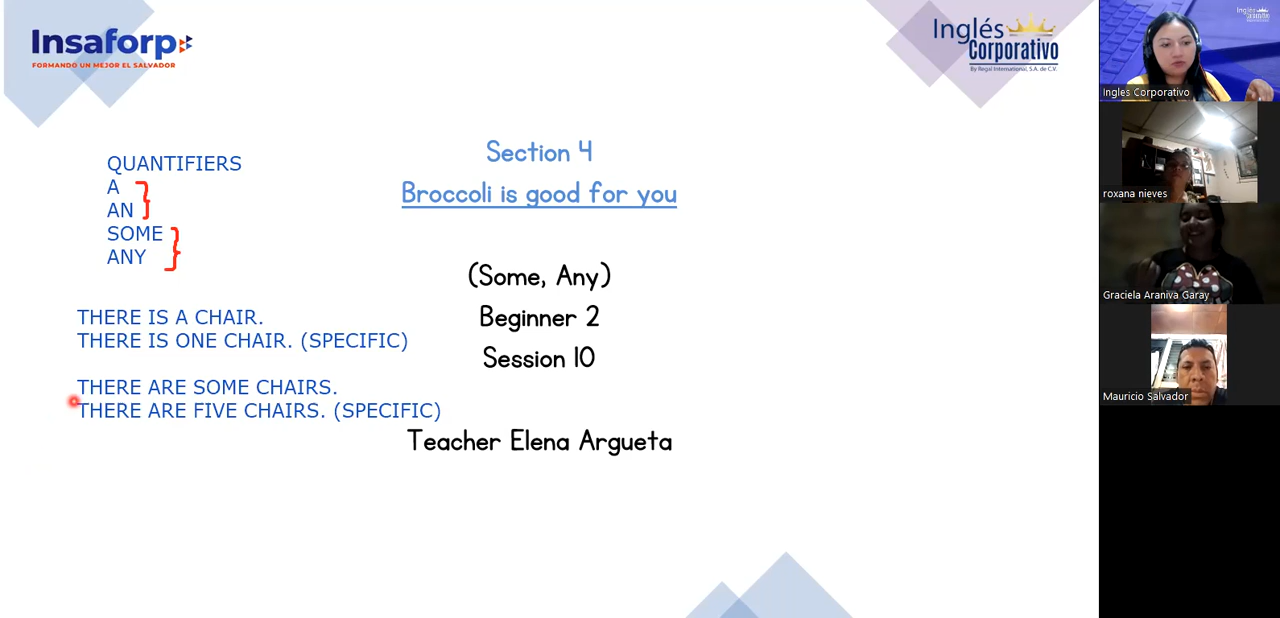 Insaforp
FORMANDO UN MEJOR EL SALVADOR
Inglés
Corporativo
By Regal International, S.A. de C.V.
QUANTIFIERS
A
AN
SOME
ANY
THERE IS A CHAIR.
THERE IS ONE CHAIR. (SPECIFIC)
THERE ARE SOME CHAIRS.
THERE ARE FIVE CHAIRS. (SPECIFIC)
Section 4
Broccoli is good for you
(Some, Any)
Beginner 2
Session 10
Teacher Elena Argueta
Inglés
Ingles Corporativo
roxana nieves
Graciela Araniva Garay
Mauricio Salvador